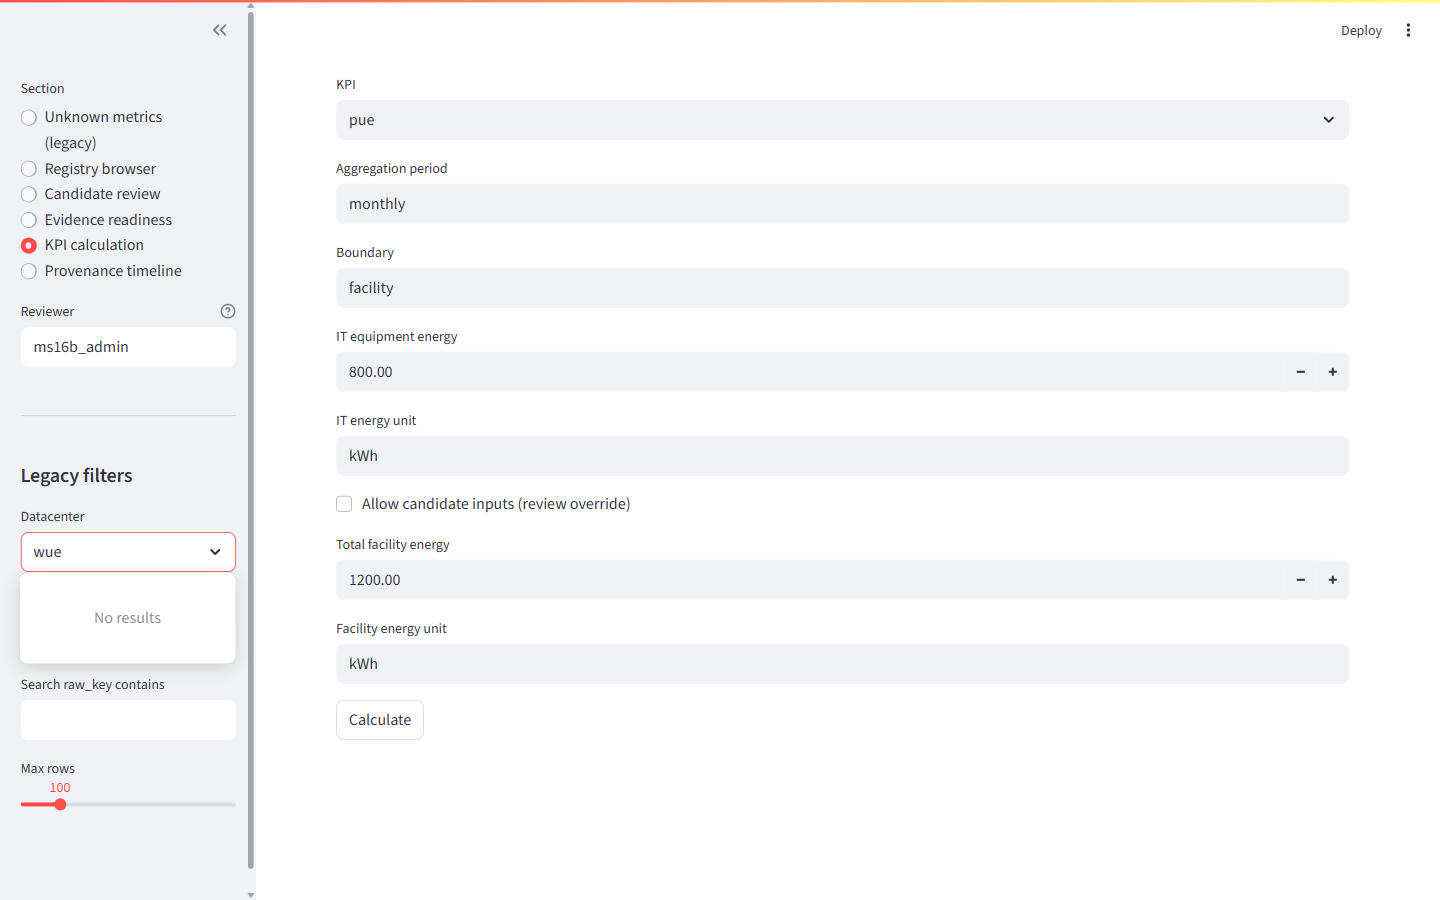 Section
Unknown metrics
(legacy)
Registry browser
Candidate review
Evidence readiness
KPI calculation
Provenance timeline
Reviewer
ms16b_admin
Legacy filters
Datacenter
wue
No results
Search raw_key contains
Max rows
100
Deploy
KPI
pue
Aggregation period
monthly
Boundary
facility
IT equipment energy
800.00
IT energy unit
kWh
Allow candidate inputs (review override)
Total facility energy
1200.00
Facility energy unit
kWh
Calculate